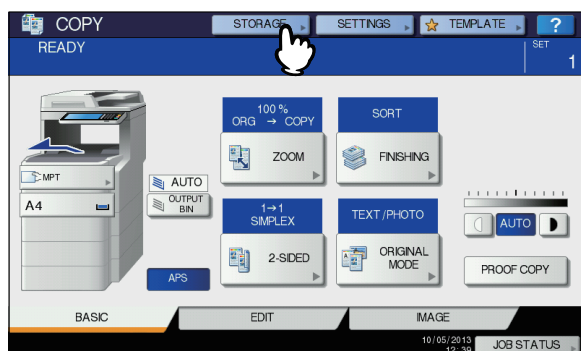 COPY
STORAGE
SETTINGS
TEMPLATE
?
READY
SET
1
100 %
ORG → COPY
SORT
ZOOM
FINISHING
MPT
A4
AUTO
OUTPUT
BIN
1→1
SIMPLEX
TEXT/PHOTO
2-SIDED
ORIGINAL
MODE
AUTO
APS
PROOF COPY
BASIC
EDIT
IMAGE
10/05/2013
12:39
JOB STATUS